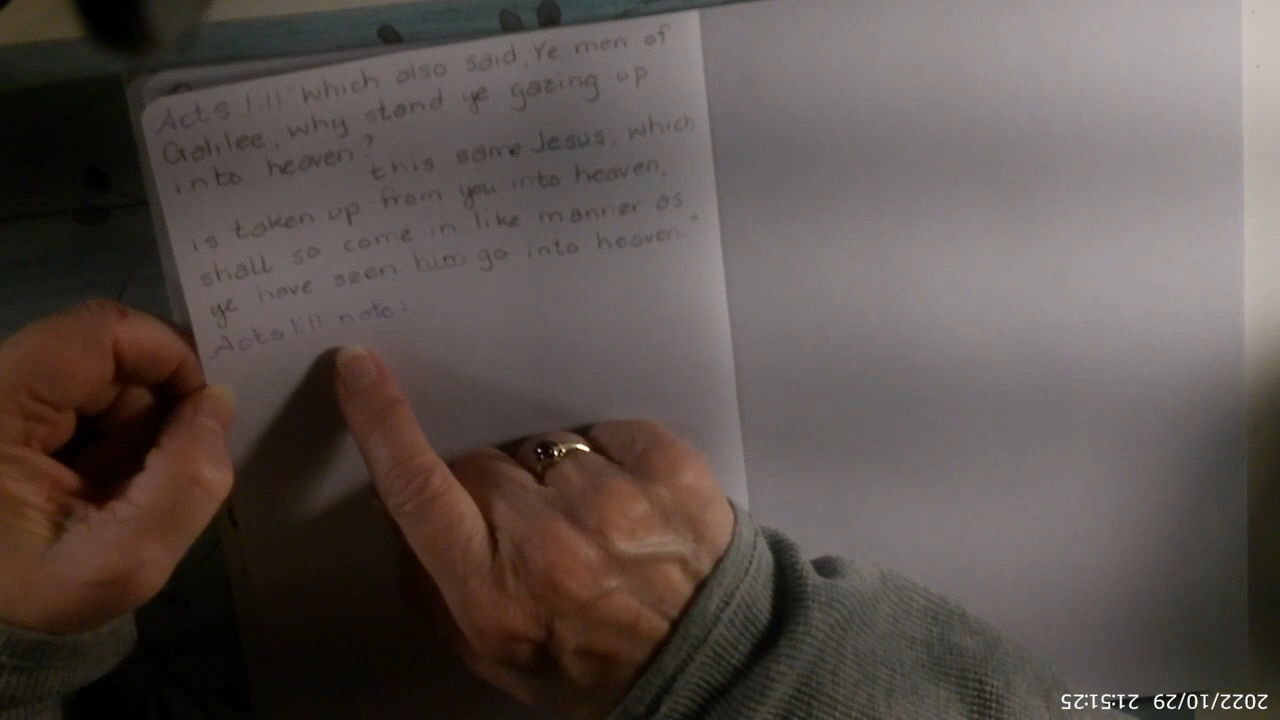 Acts 1:11 "which also said, Ye men of
Galilee, why stand ye gazing up
into heaven? this same Jesus, which
is taken up from you into heaven,
shall so come in like manner as
ye have seen him go into heaven."
Acts 1:11 note:
2022/10/29 21:51:25